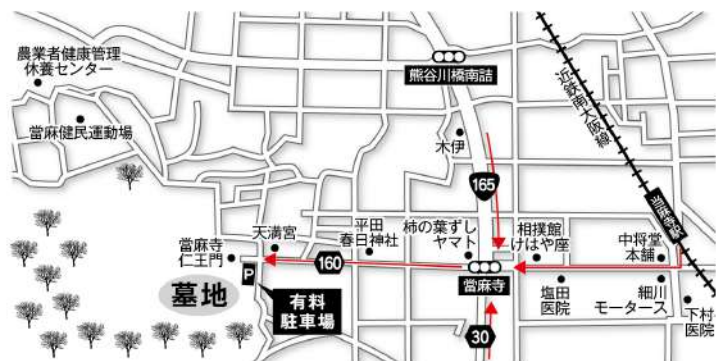 農業者健康管理
休養センター
當麻健民運動場
熊谷川橋南詰
木伊
近鉄南大阪線
165
当麻寺駅
天満宮
平田
春日神社
柿の葉ずし
ヤマト
相撲館
けはや座
中将堂
本舗
當麻寺
仁王門
160
當麻寺
P
墓地
有料
駐車場
塩田
医院
細川
モータース
下村
医院
30